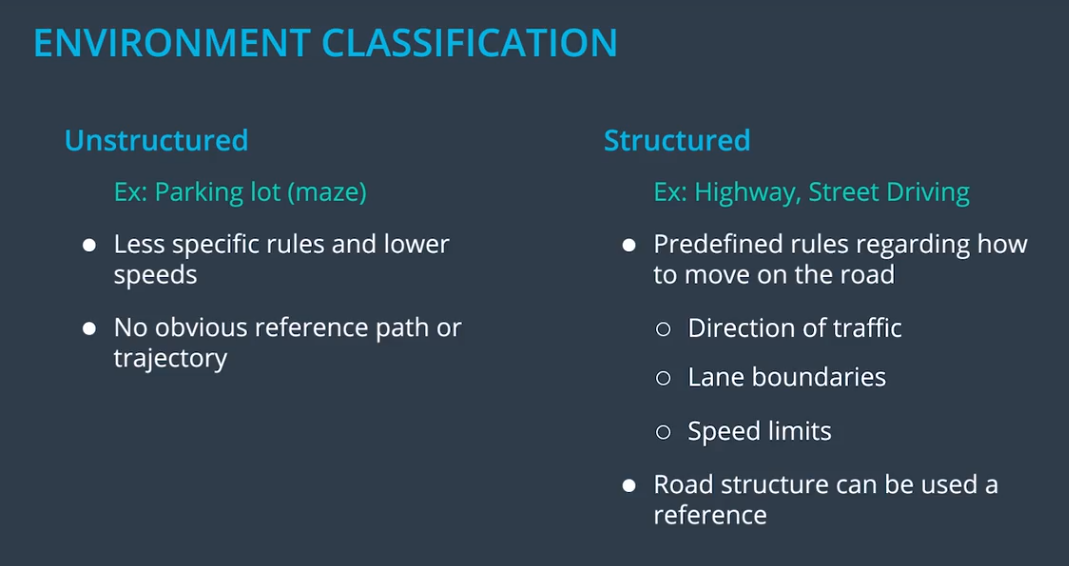 ENVIRONMENT CLASSIFICATION
Unstructured
Ex: Parking lot (maze)
● Less specific rules and lower
speeds
● No obvious reference path or
trajectory
Structured
Ex: Highway, Street Driving
● Predefined rules regarding how
to move on the road
○ Direction of traffic
○ Lane boundaries
○ Speed limits
● Road structure can be used a
reference